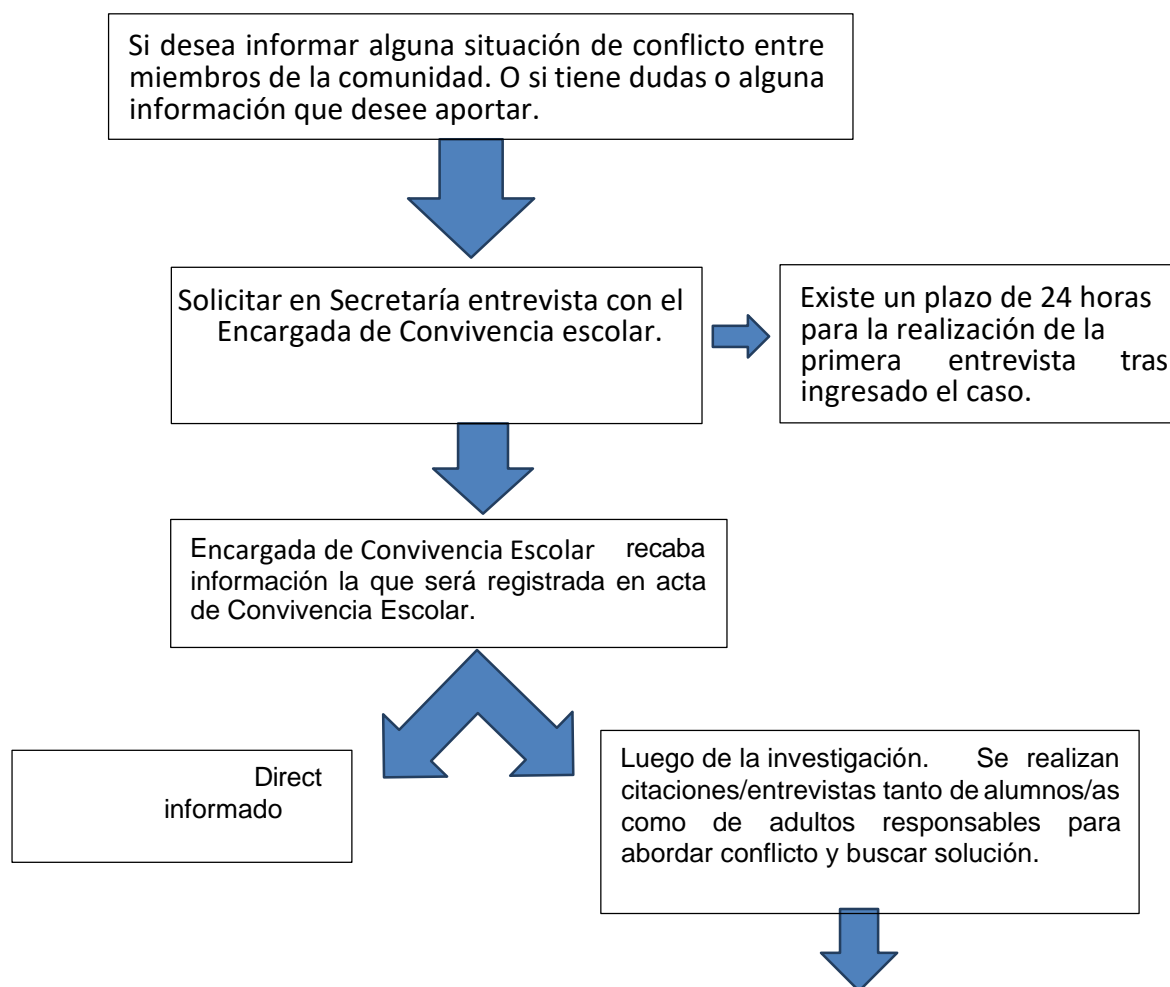 Si desea informar alguna situación de conflicto entre
miembros de la comunidad. O si tiene dudas o alguna
información que desee aportar.
Solicitar en Secretaría entrevista con el
Encargada de Convivencia escolar.
Existe un plazo de 24 horas
para la realización de la
primera entrevista tras
ingresado el caso.
Encargada de Convivencia Escolar recaba
información la que será registrada en acta
de Convivencia Escolar.
Direct
informado
Luego de la investigación. Se realizan
citaciones/entrevistas tanto de alumnos/as
como de adultos responsables para
abordar conflicto y buscar solución.